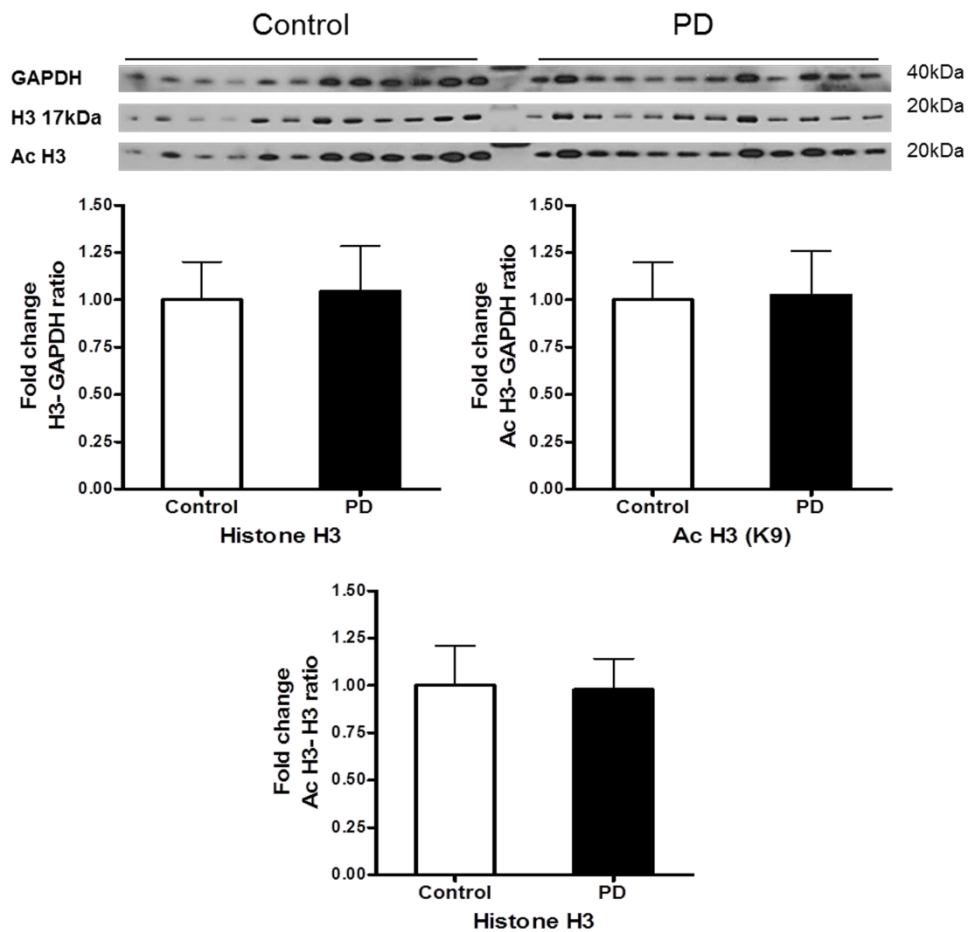 Control PD
GAPDH 40kDa
H3 17kDa 20kDa
Ac H3 20kDa
1.50
1.25
1.00
0.75
0.50
0.25
0.00
Fold change
H3- GAPDH ratio
Control PD
Histone H3
1.50
1.25
1.00
0.75
0.50
0.25
0.00
Fold change
Ac H3- GAPDH ratio
Control PD
Ac H3 (K9)
1.50
1.25
1.00
0.75
0.50
0.25
0.00
Fold change
Ac H3- H3 ratio
Control PD
Histone H3